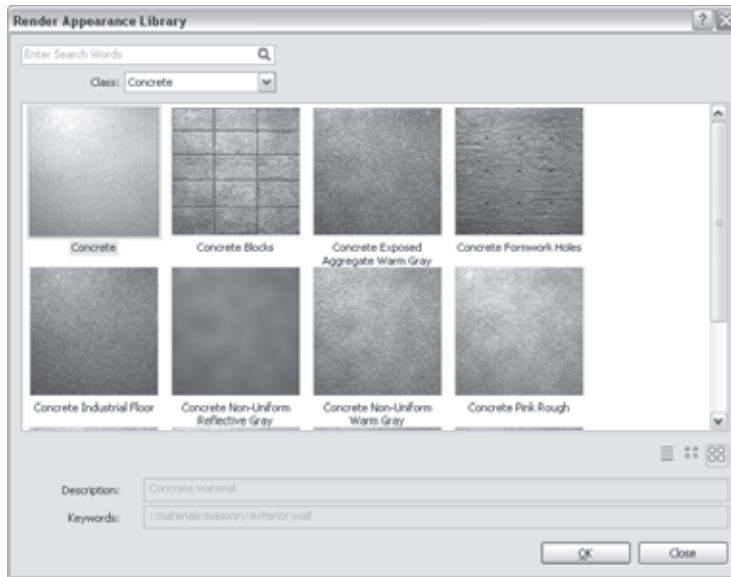 Render Appearance Library
Enter Search Words
Class: Concrete
Concrete
Concrete Blocks
Concrete Exposed
Aggregate Warm Gray
Concrete Formwork Holes
Concrete Industrial Floor
Concrete Non-Uniform
Reflective Gray
Concrete Non-Uniform
Warm Gray
Concrete Pink Rough
Description: Concrete material.
Keywords: :materials:masonry:exterior:wall
OK Close